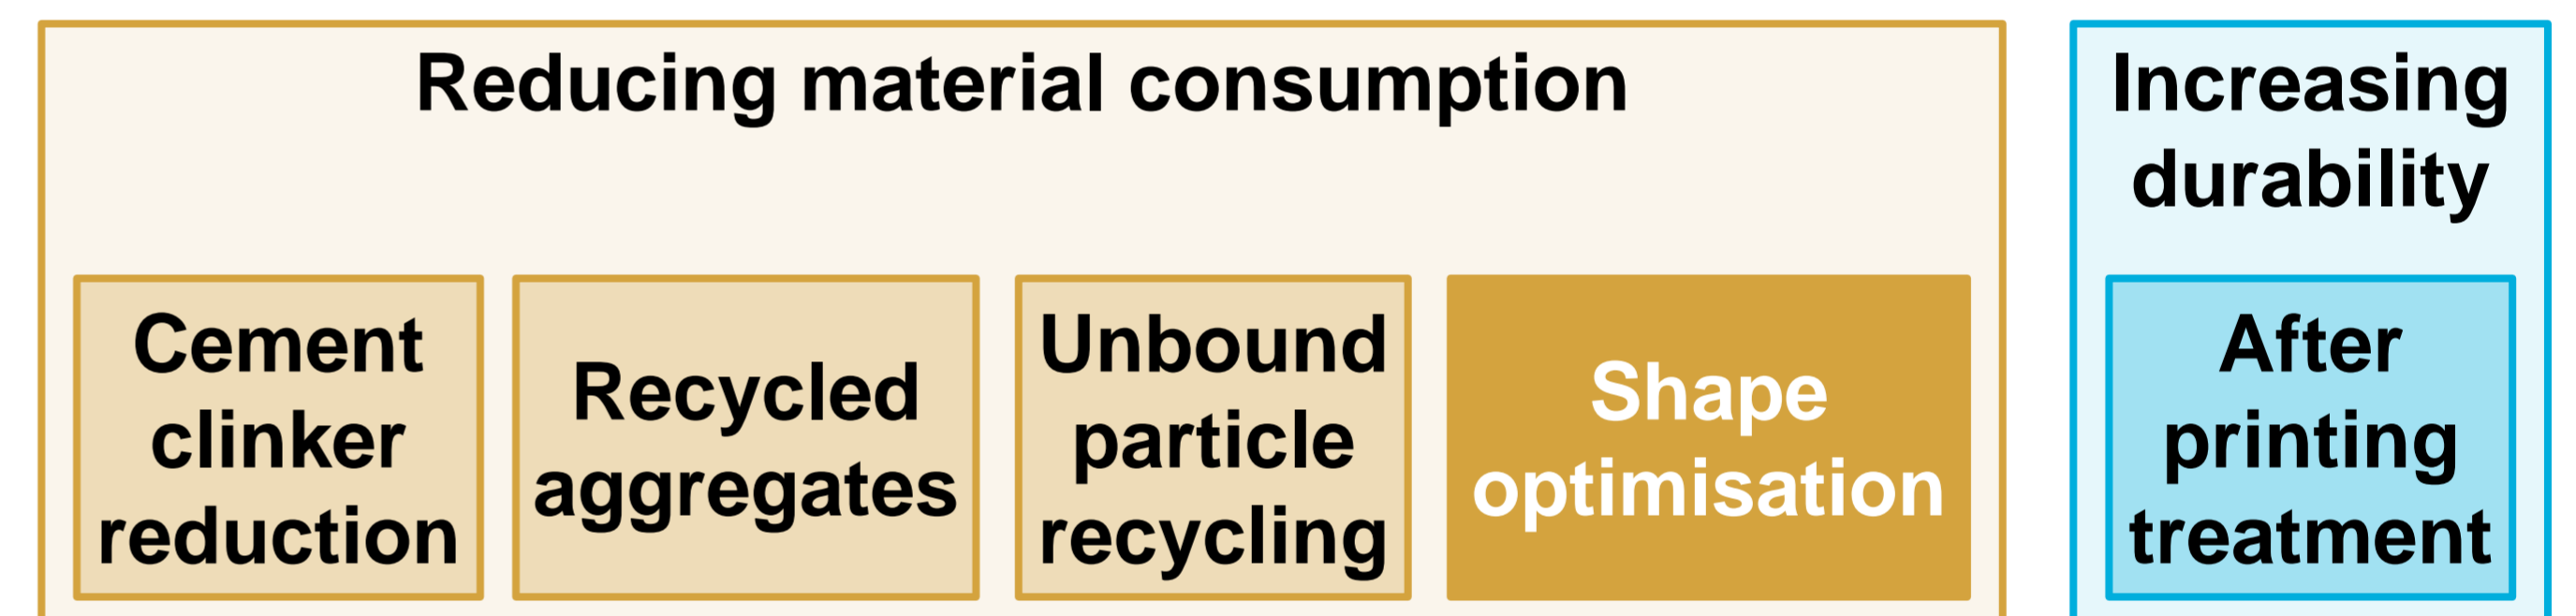 Reducing material consumption
Increasing
durability
Cement
clinker
reduction
Recycled
aggregates
Unbound
particle
recycling
Shape
optimisation
After
printing
treatment